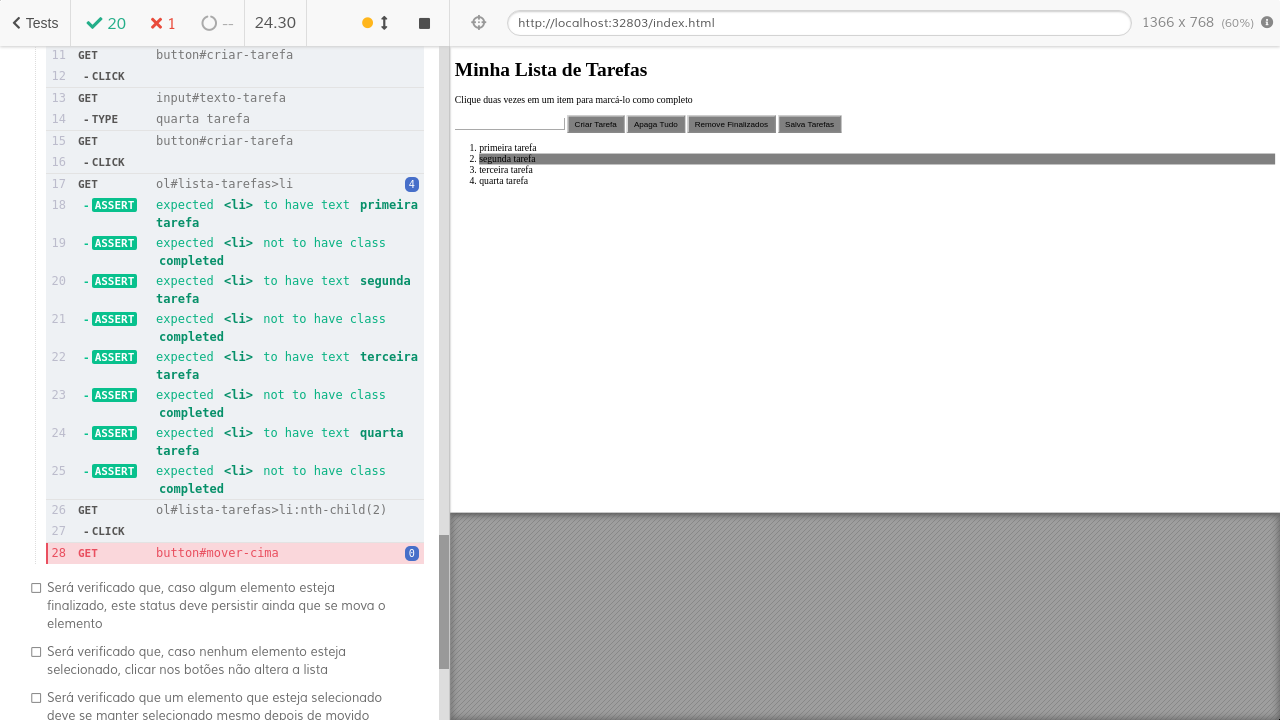 Tests 20 1 -- 24.30
http://localhost:32803/index.html 1366 x 768 (60%)
11 GET button#criar-tarefa
12 - CLICK
13 GET input#texto-tarefa
14 - TYPE quarta tarefa
15 GET button#criar-tarefa
16 - CLICK
17 GET ol#lista-tarefas>li 4
18 - ASSERT expected <li> to have text primeira
tarefa
19 - ASSERT expected <li> not to have class
completed
20 - ASSERT expected <li> to have text segunda
tarefa
21 - ASSERT expected <li> not to have class
completed
22 - ASSERT expected <li> to have text terceira
tarefa
23 - ASSERT expected <li> not to have class
completed
24 - ASSERT expected <li> to have text quarta
tarefa
25 - ASSERT expected <li> not to have class
completed
26 GET ol#lista-tarefas>li:nth-child(2)
27 - CLICK
28 GET button#mover-cima 0
Será verificado que, caso algum elemento esteja
finalizado, este status deve persistir ainda que se mova o
elemento
Será verificado que, caso nenhum elemento esteja
selecionado, clicar nos botões não altera a lista
Será verificado que um elemento que esteja selecionado
deve se manter selecionado mesmo depois de movido
Minha Lista de Tarefas
Clique duas vezes em um item para marcá-lo como completo
Criar Tarefa Apaga Tudo Remove Finalizados Salva Tarefas
1. primeira tarefa
2. segunda tarefa
3. terceira tarefa
4. quarta tarefa